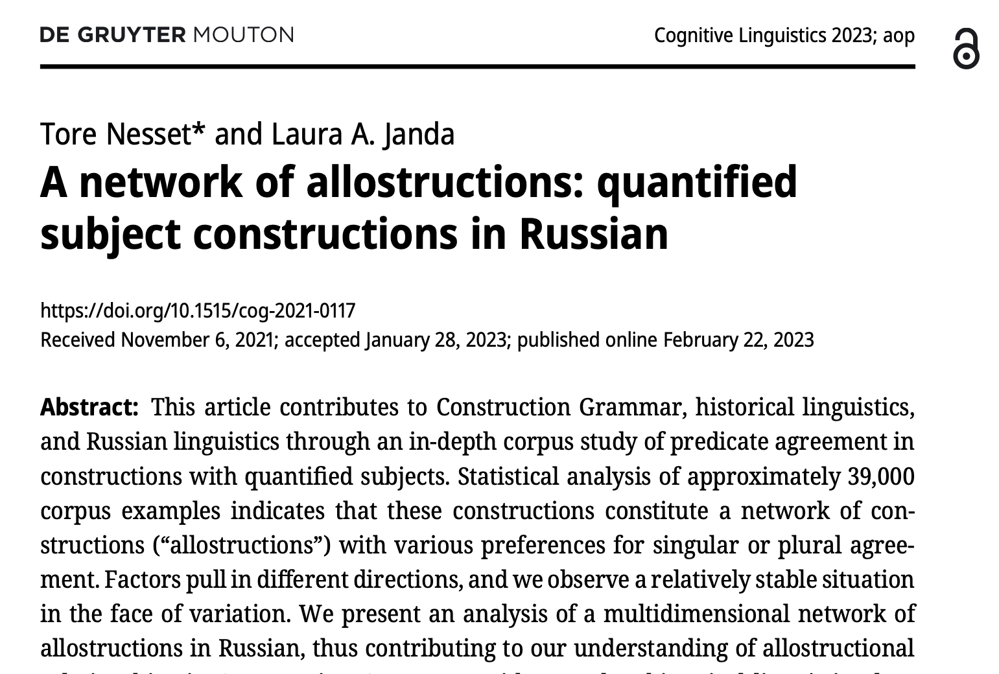 DE GRUYTER MOUTON
Cognitive Linguistics 2023; aop
Tore Nesset* and Laura A. Janda
A network of allostructions: quantified
subject constructions in Russian
https://doi.org/10.1515/cog-2021-0117
Received November 6, 2021; accepted January 28, 2023; published online February 22, 2023
Abstract: This article contributes to Construction Grammar, historical linguistics,
and Russian linguistics through an in-depth corpus study of predicate agreement in
constructions with quantified subjects. Statistical analysis of approximately 39,000
corpus examples indicates that these constructions constitute a network of con-
structions (“allostructions”) with various preferences for singular or plural agree-
ment. Factors pull in different directions, and we observe a relatively stable situation
in the face of variation. We present an analysis of a multidimensional network of
allostructions in Russian, thus contributing to our understanding of allostructional